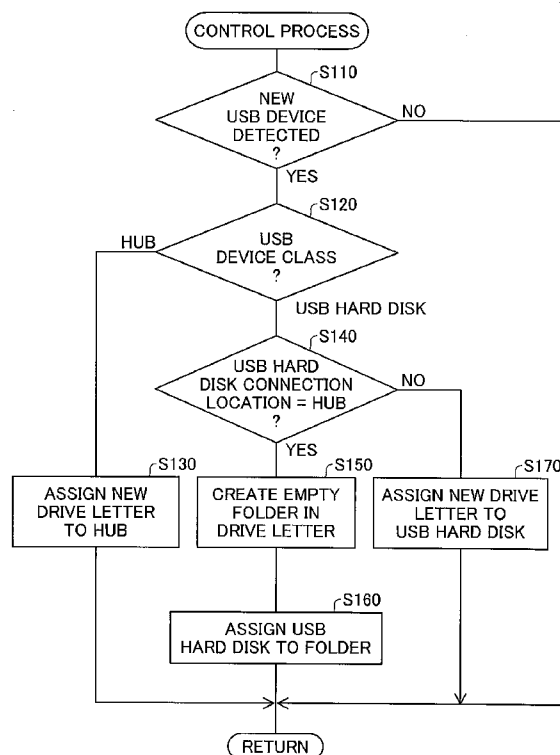 CONTROL PROCESS
S110
NEW
USB DEVICE
DETECTED
?
NO
YES
S120
HUB
USB
DEVICE CLASS
?
USB HARD DISK
S140
USB HARD
DISK CONNECTION
LOCATION = HUB
?
NO
YES
S130
ASSIGN NEW
DRIVE LETTER
TO HUB
S150
CREATE EMPTY
FOLDER IN
DRIVE LETTER
S170
ASSIGN NEW DRIVE
LETTER TO
USB HARD DISK
S160
ASSIGN USB
HARD DISK TO FOLDER
RETURN